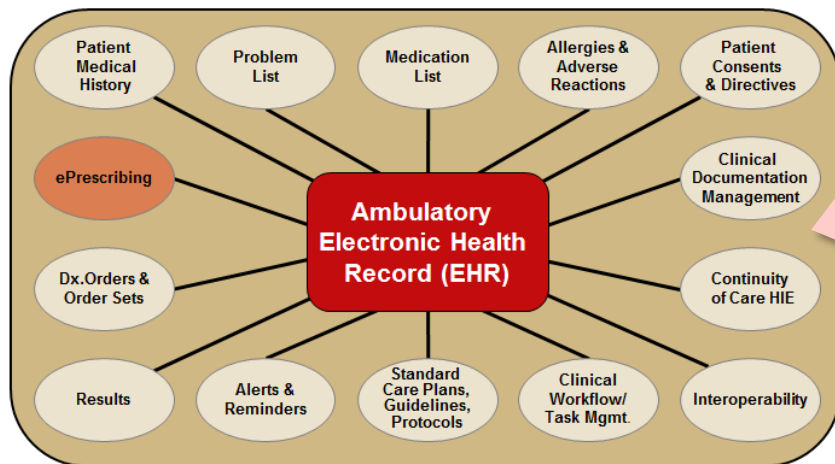 Patient
Medical
History
Problem
List
Medication
List
Allergies &
Adverse
Reactions
Patient
Consents
& Directives
ePrescribing
Clinical
Documentation
Management
Ambulatory
Electronic Health
Record (EHR)
Dx.Orders &
Order Sets
Continuity
of Care HIE
Results
Alerts &
Reminders
Standard
Care Plans,
Guidelines,
Protocols
Clinical
Workflow/
Task Mgmt.
Interoperability